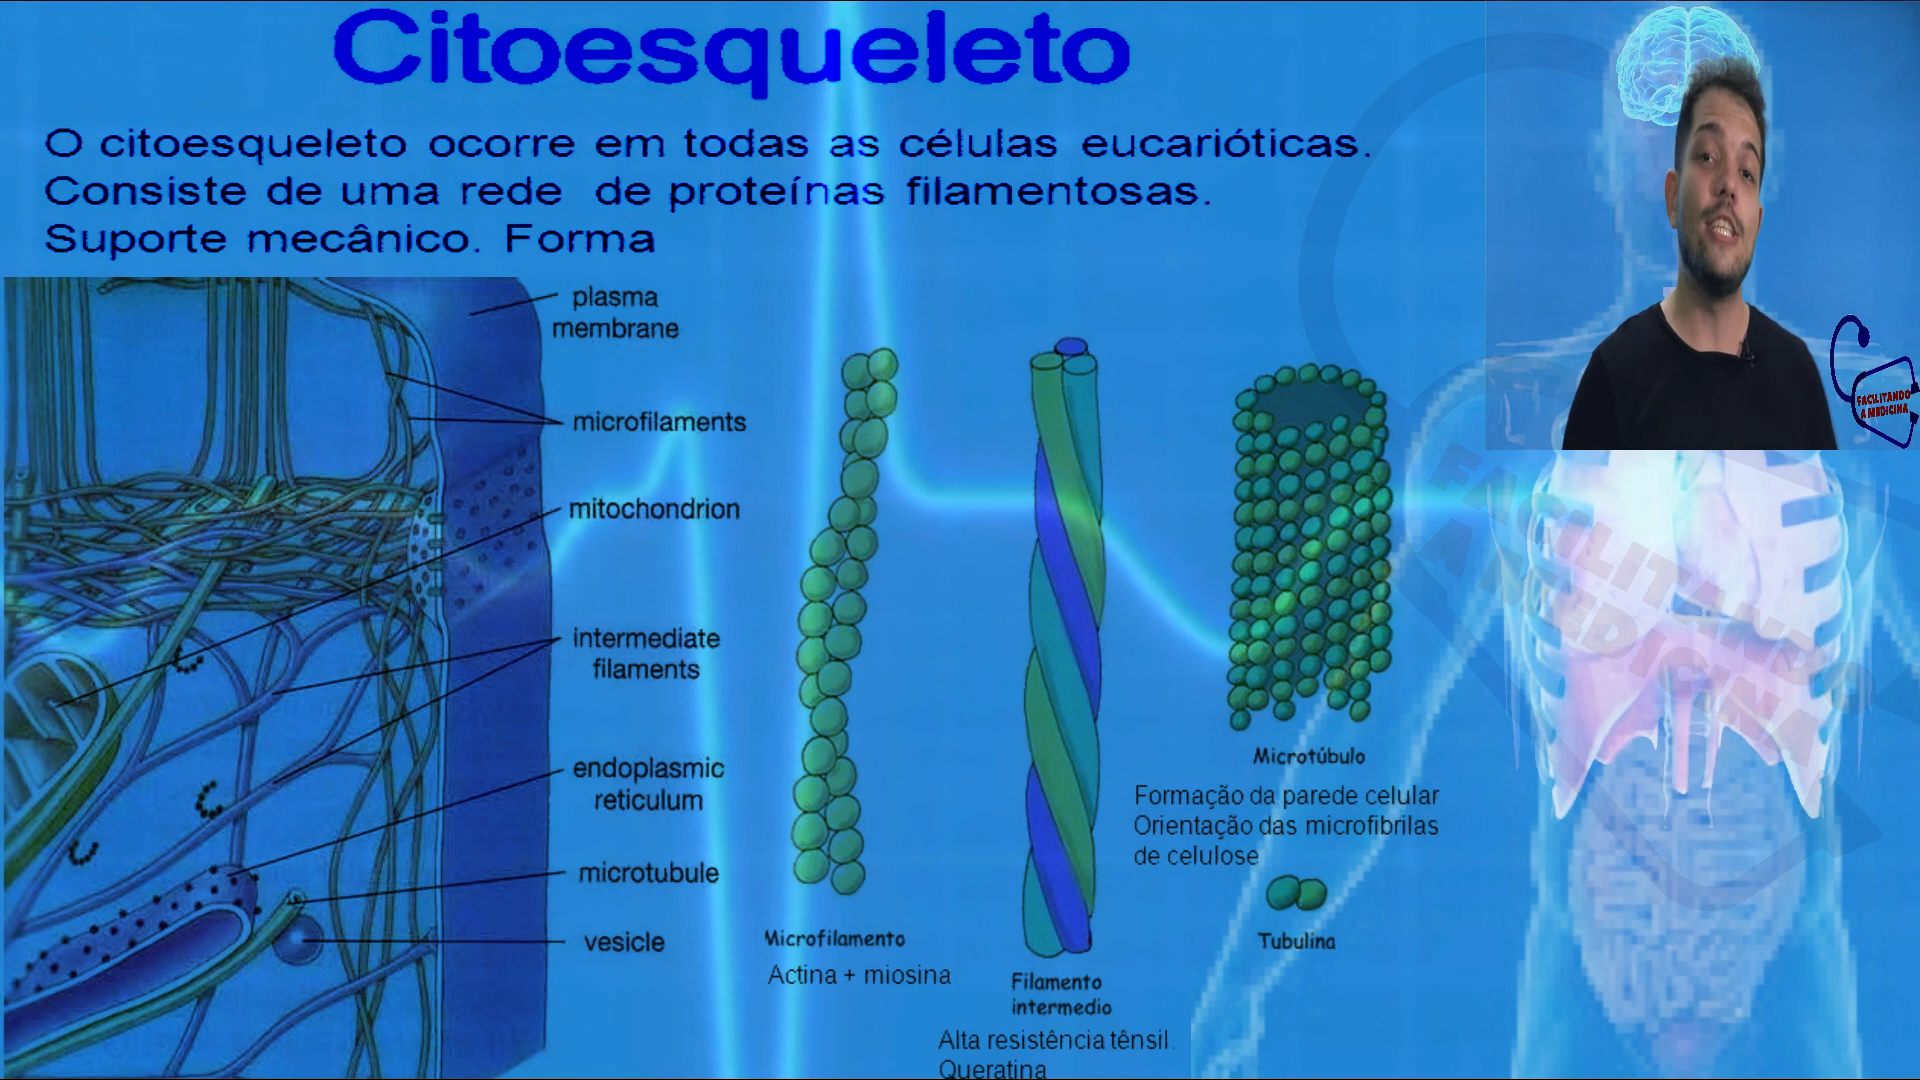 Citoesqueleto
O citoesqueleto ocorre em todas as células eucarióticas.
Consiste de uma rede de proteínas filamentosas.
Suporte mecânico. Forma
plasma
membrane
microfilaments
mitochondrion
intermediate
filaments
endoplasmic
reticulum
microtubule
vesicle
Microfilamento
Actina + miosina
Filamento
intermedio
Alta resistência tênsil.
Queratina
Microtúbulo
Formação da parede celular
Orientação das microfibrilas
de celulose
Tubulina
FACILITANDO
A MEDICINA
FACILITANDO
A MEDICINA